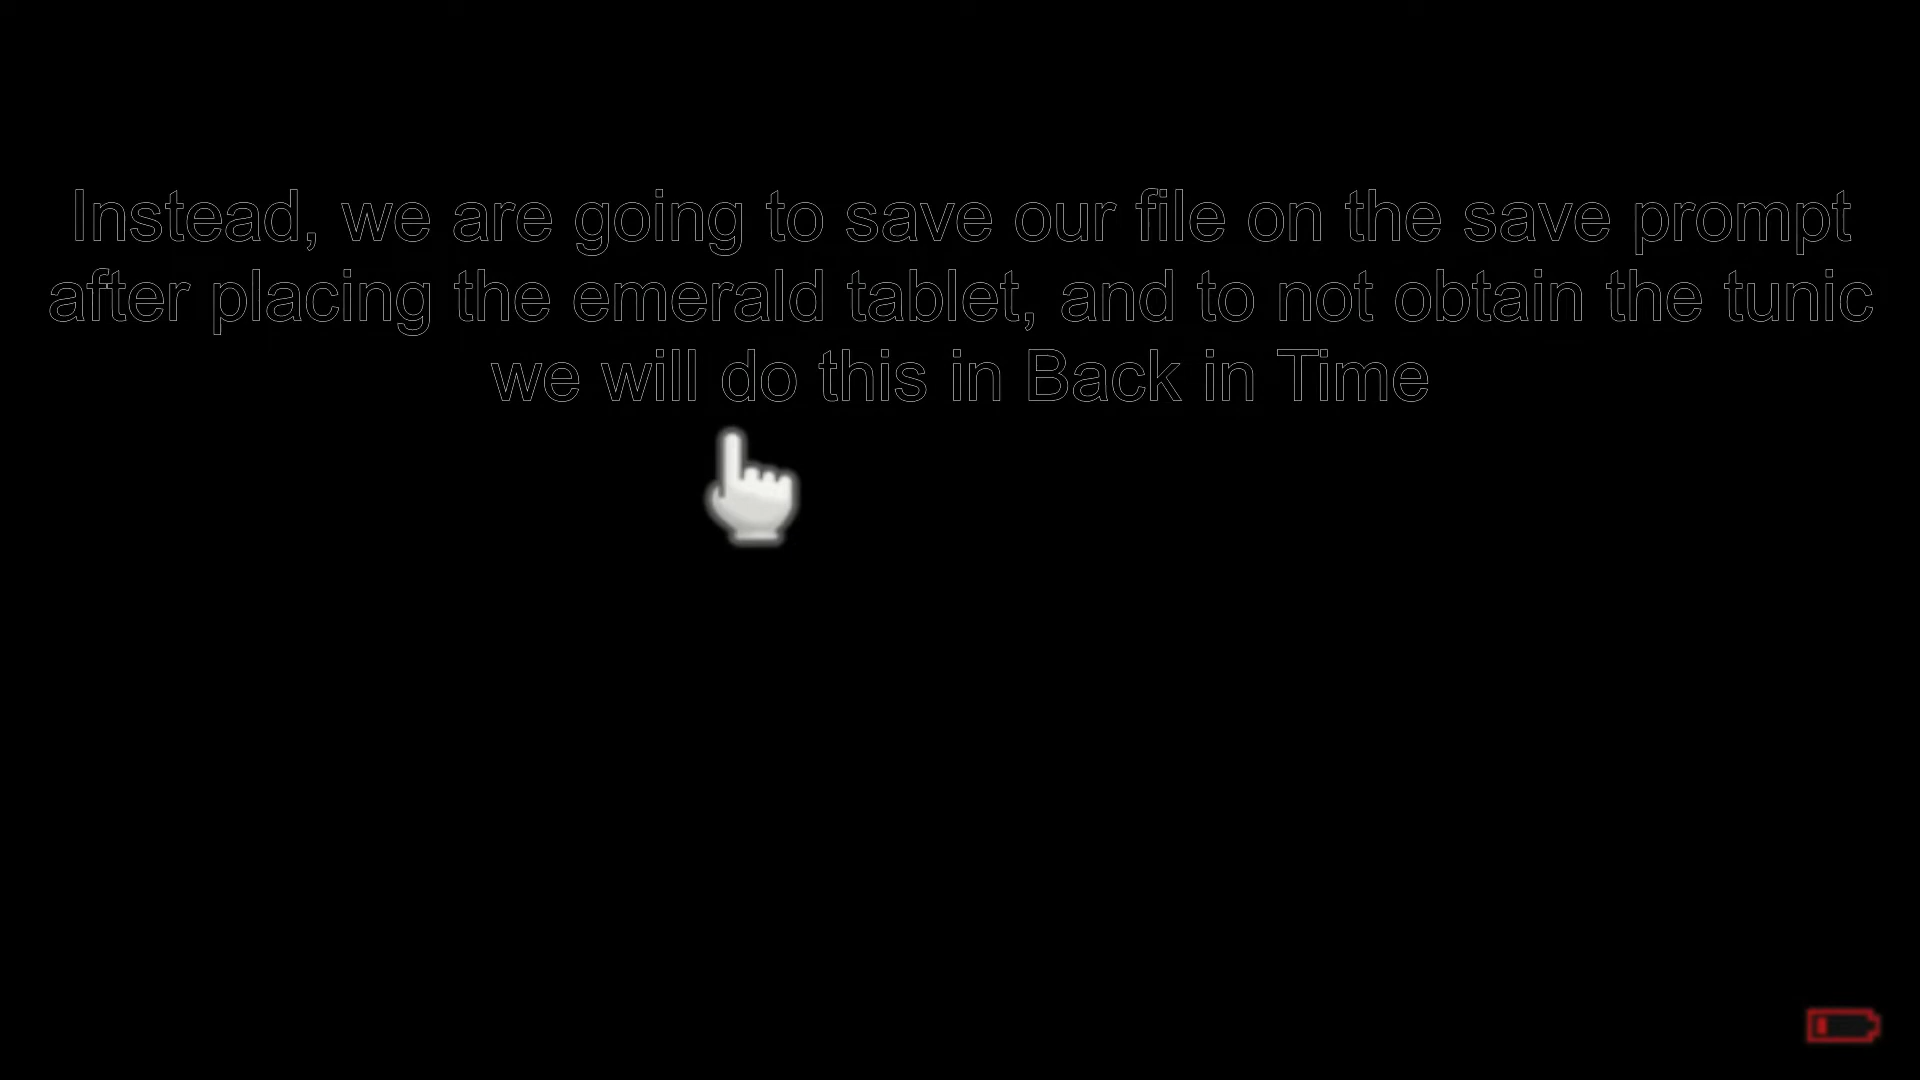 Instead, we are going to save our file on the save prompt
after placing the emerald tablet, and to not obtain the tunic
we will do this in Back in Time